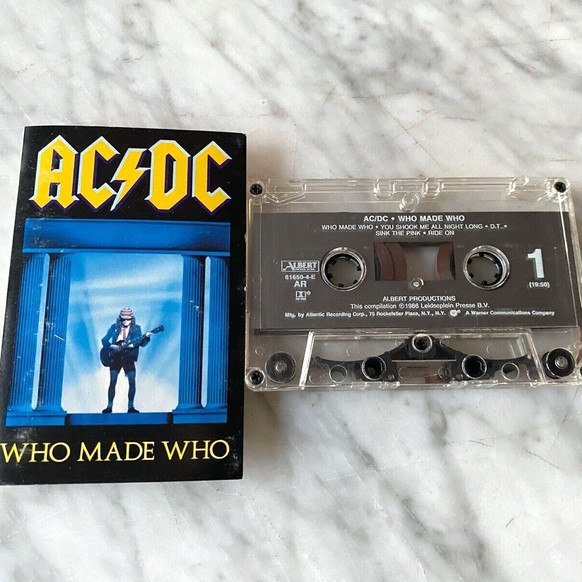 AC/DC
WHO MADE WHO
AC/DC • WHO MADE WHO
WHO MADE WHO • YOU SHOOK ME ALL NIGHT LONG • D.T.*
SINK THE PINK • RIDE ON
ALBERT
81650-4-E
AR
1
(19:50)
ALBERT PRODUCTIONS
This compilation ℗1986 Leidseplein Presse B.V.
Mfg. by Atlantic Recording Corp., 75 Rockefeller Plaza, N.Y., N.Y. A Warner Communications Company